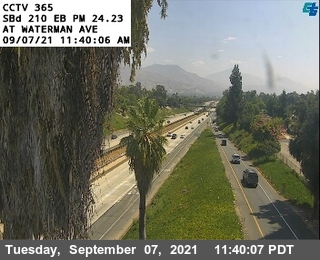 CCTV 365
SBd 210 EB PM 24.23
AT WATERMAN AVE
09/07/21 11:40:06 AM
Tuesday, September 07, 2021 11:40:07 PDT